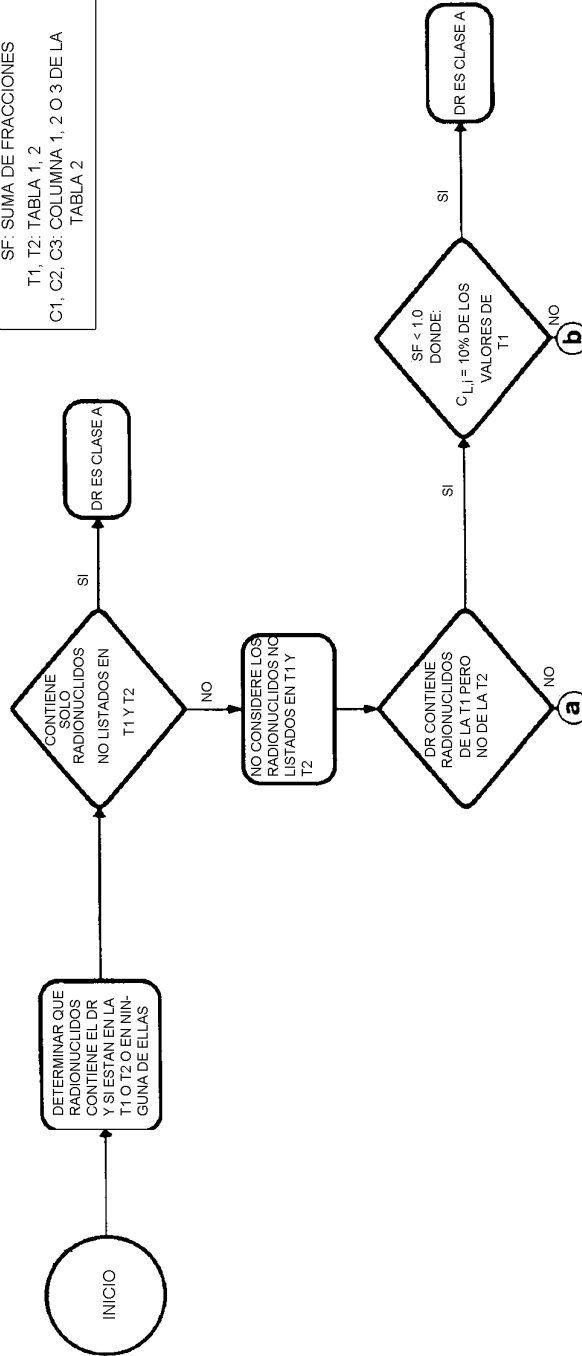 SF: SUMA DE FRACCIONES
T1, T2: TABLA 1, 2
C1, C2, C3: COLUMNA 1, 2 O 3 DE LA
TABLA 2
INICIO
DETERMINAR QUE
RADIONUCLIDOS
CONTIENE EL DR
Y SI ESTAN EN LA
T1 O T2 O EN NIN-
GUNA DE ELLAS
CONTIENE
SOLO
RADIONUCLIDOS
NO LISTADOS EN
T1 Y T2
SI
DR ES CLASE A
NO
NO CONSIDERE LOS
RADIONUCLIDOS NO
LISTADOS EN T1 Y
T2
DR CONTIENE
RADIONUCLIDOS
DE LA T1 PERO
NO DE LA T2
NO
a
SI
SF < 1.0
DONDE:
C L,i = 10% DE LOS
VALORES DE
T1
NO
b
SI
DR ES CLASE A